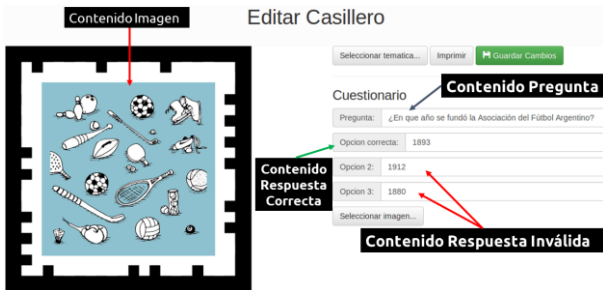 Editar Casillero
Contenido Imagen
Seleccionar tematica...
Imprimir
Guardar Cambios
Cuestionario
Contenido Pregunta
Pregunta:
¿En que año se fundó la Asociación del Fútbol Argentino?
Opcion correcta:
1893
Contenido
Respuesta
Correcta
Opcion 2:
1912
Opcion 3:
1880
Seleccionar imagen...
Contenido Respuesta Inválida